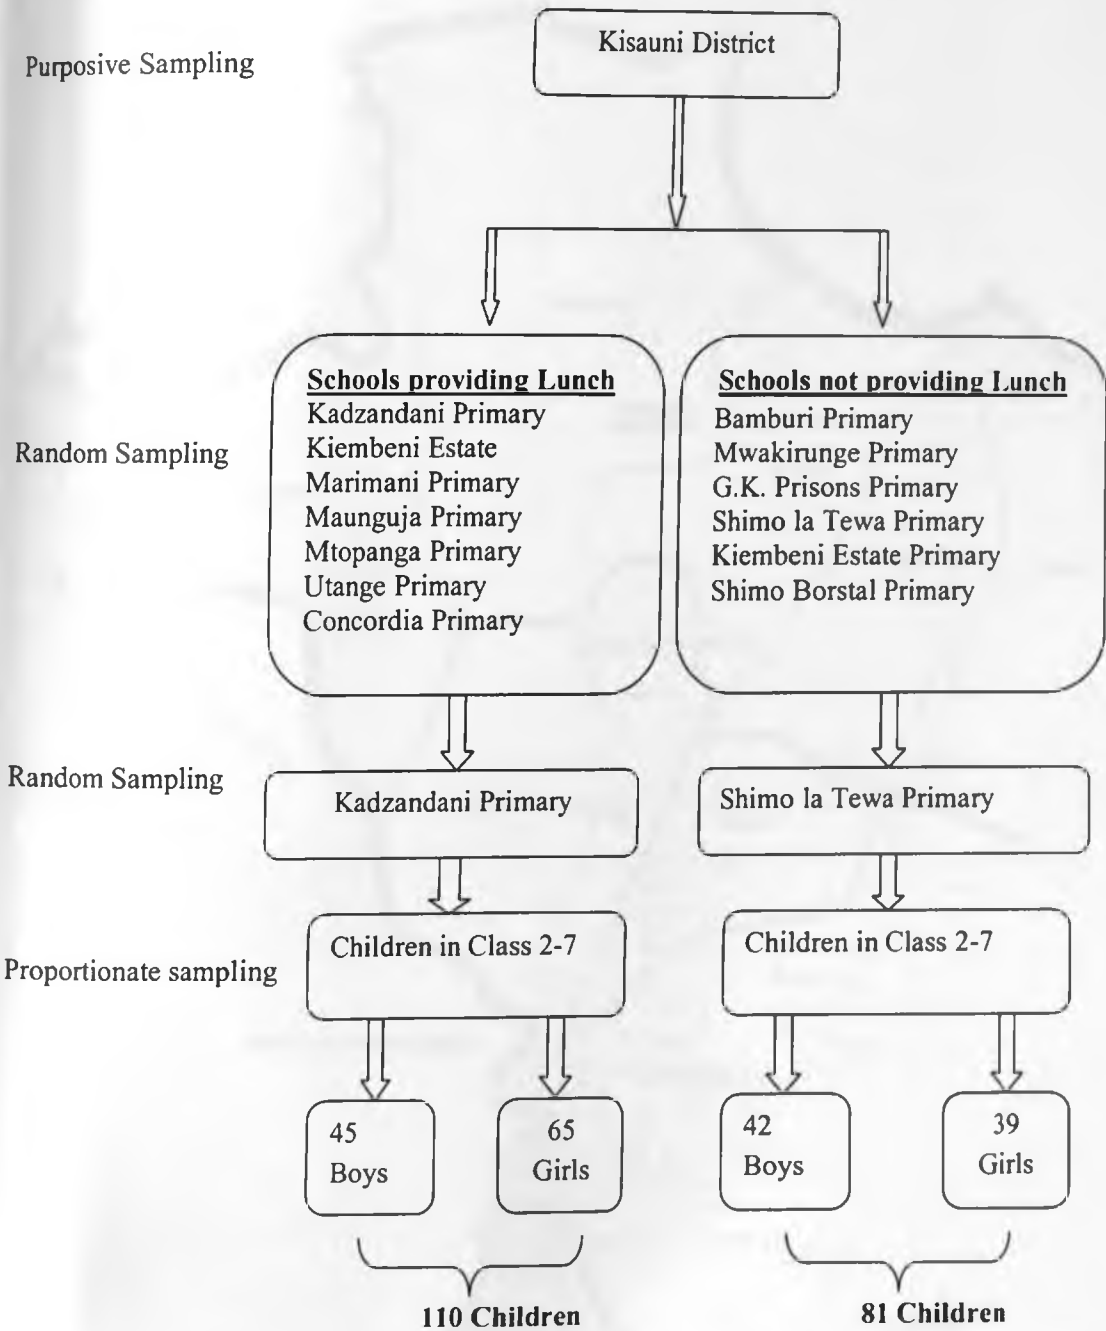 Kisauni District
Purposive Sampling
Schools providing Lunch
Kadzandani Primary
Kiembeni Estate
Marimani Primary
Maunguja Primary
Mtopanga Primary
Utange Primary
Concordia Primary
Schools not providing Lunch
Bamburi Primary
Mwakirunge Primary
G.K. Prisons Primary
Shimo la Tewa Primary
Kiembeni Estate Primary
Shimo Borstal Primary
Random Sampling
Random Sampling
Kadzandani Primary
Shimo la Tewa Primary
Children in Class 2-7
Children in Class 2-7
Proportionate sampling
45
Boys
65
Girls
42
Boys
39
Girls
110 Children
81 Children